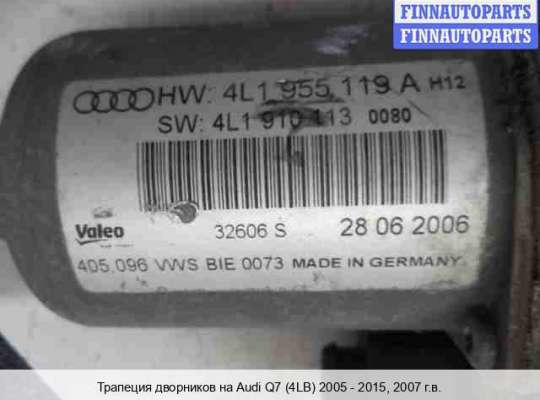 FINNAUTOPARTS
FINNAUTOPARTS
HW: 4L1 955 119 A H12
SW: 4L1 910 113 0080
Valeo
32606 S 28 06 2006
405.096 VWS BIE 0073 MADE IN GERMANY
Трапеция дворников на Audi Q7 (4LB) 2005 - 2015, 2007 г.в.